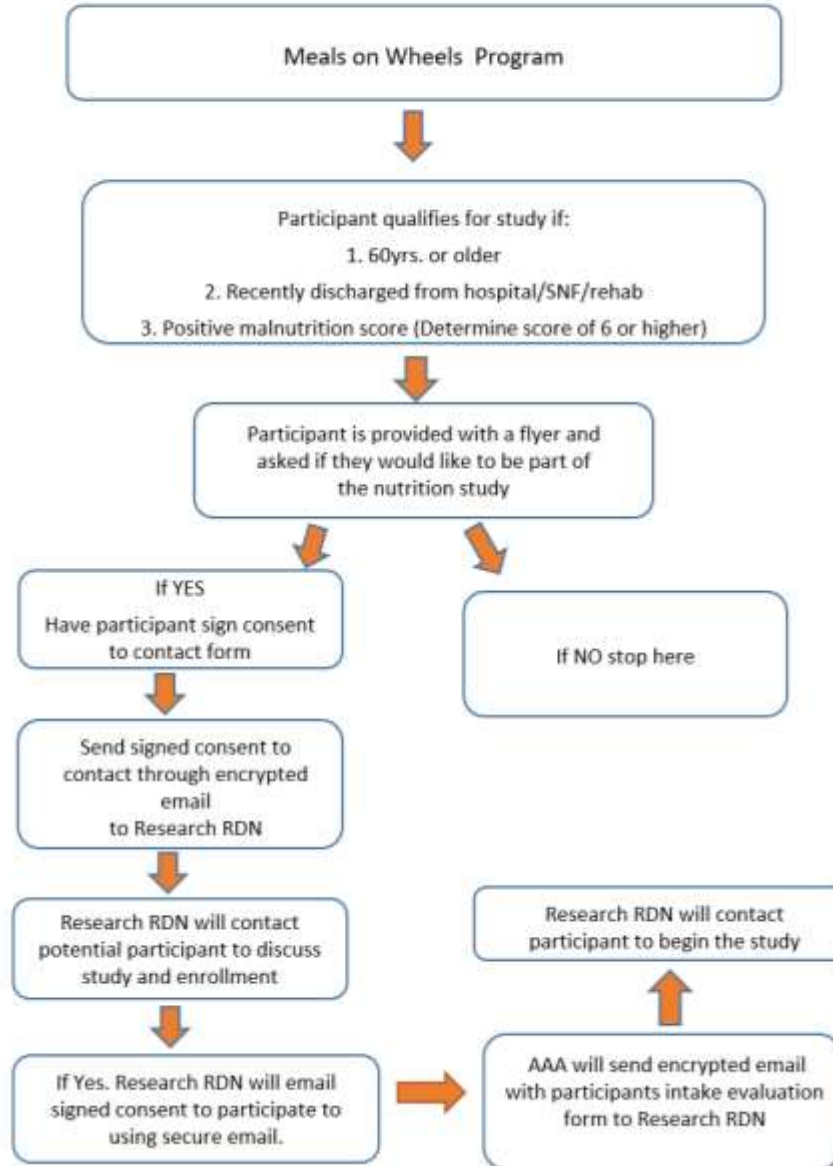 Meals on Wheels Program
Participant qualifies for study if:
1. 60yrs. or older
2. Recently discharged from hospital/SNF/rehab
3. Positive malnutrition score (Determine score of 6 or higher)
Participant is provided with a flyer and
asked if they would like to be part of
the nutrition study
If YES
Have participant sign consent
to contact form
If NO stop here
Send signed consent to
contact through encrypted
email
to Research RDN
Research RDN will contact
potential participant to discuss
study and enrollment
If Yes. Research RDN will email
signed consent to participate to
using secure email.
AAA will send encrypted email
with participants intake evaluation
form to Research RDN
Research RDN will contact
participant to begin the study